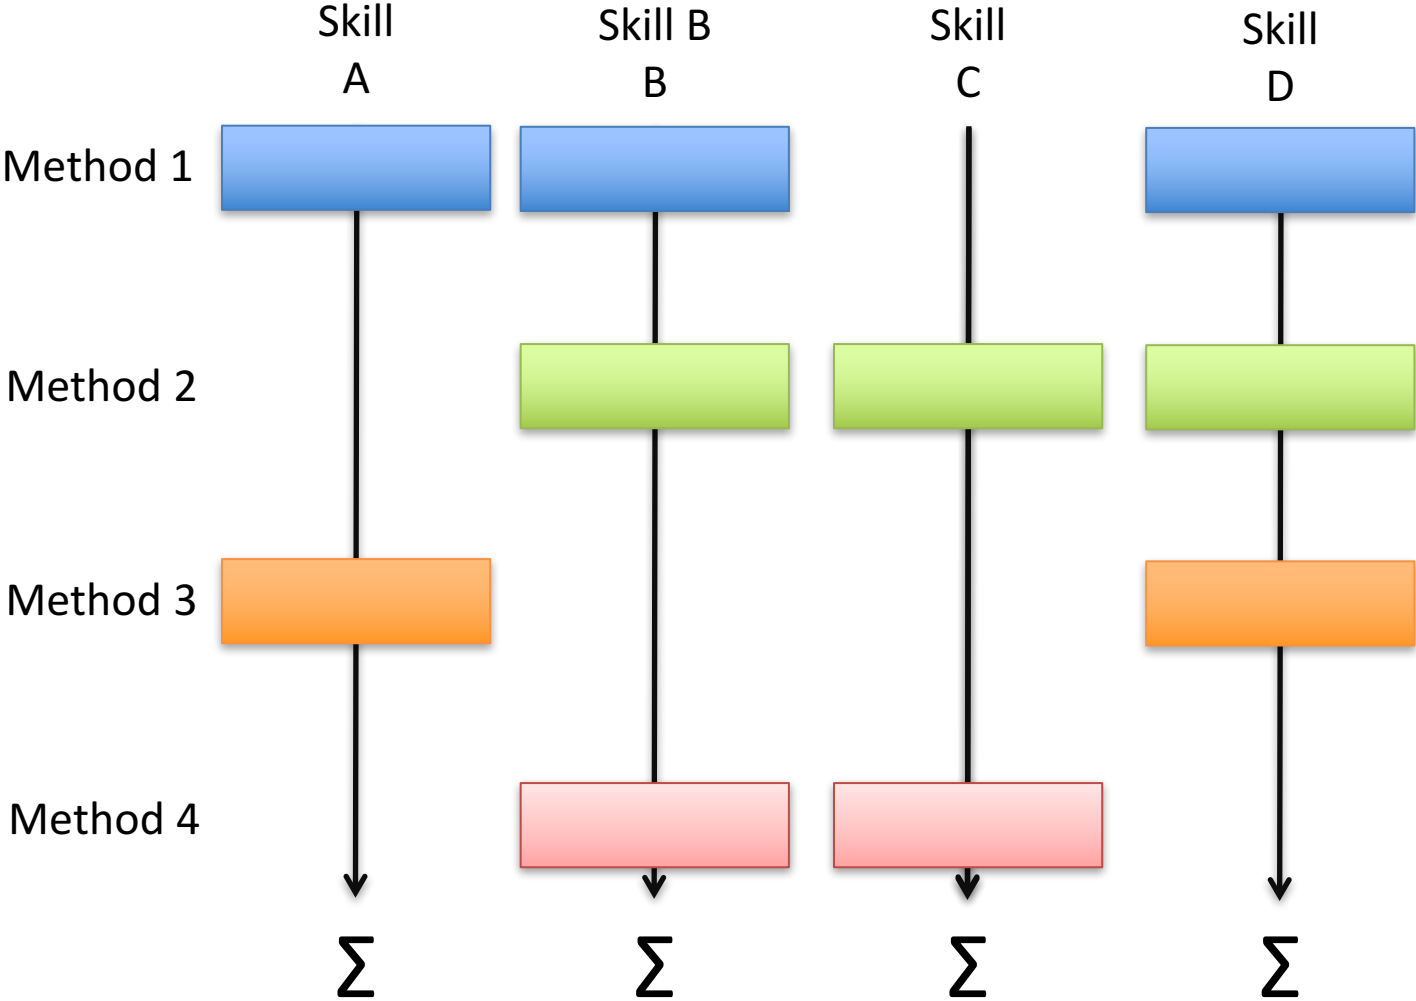 Skill
A
Skill B
B
Skill
C
Skill
D
Method 1
Method 2
Method 3
Method 4
Σ
Σ
Σ
Σ